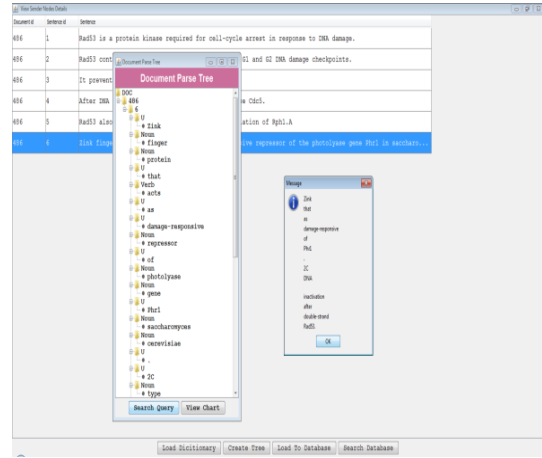 View Sender Nodes Details
Document Id Sentence Id Sentence
486 1 Rad53 is a protein kinase required for cell-cycle arrest in response to DNA damage.
486 2 Rad53 cont G1 and G2 DNA damage checkpoints.
486 3 It prevent
486 4 After DNA e Cdc5.
486 5 Rad53 also ation of Rph1.A
486 6 Zink finge ive repressor of the photolyase gene Phr1 in saccharo...
Document Parse Tree
Document Parse Tree
DOC
486
6
U
Zink
Noun
finger
Noun
protein
U
that
Verb
acts
U
as
U
damage-responsive
Noun
repressor
U
of
Noun
photolyase
Noun
gene
U
Phr1
Noun
saccharomyces
Noun
cerevisiae
U
.
U
2C
Noun
type
Search Query View Chart
Message
Zink
that
as
damage-responsive
of
Phr1
.
2C
DNA
inactivation
after
double-strand
Rad53
OK
Load Dicitionary Create Tree Load To Database Search Database